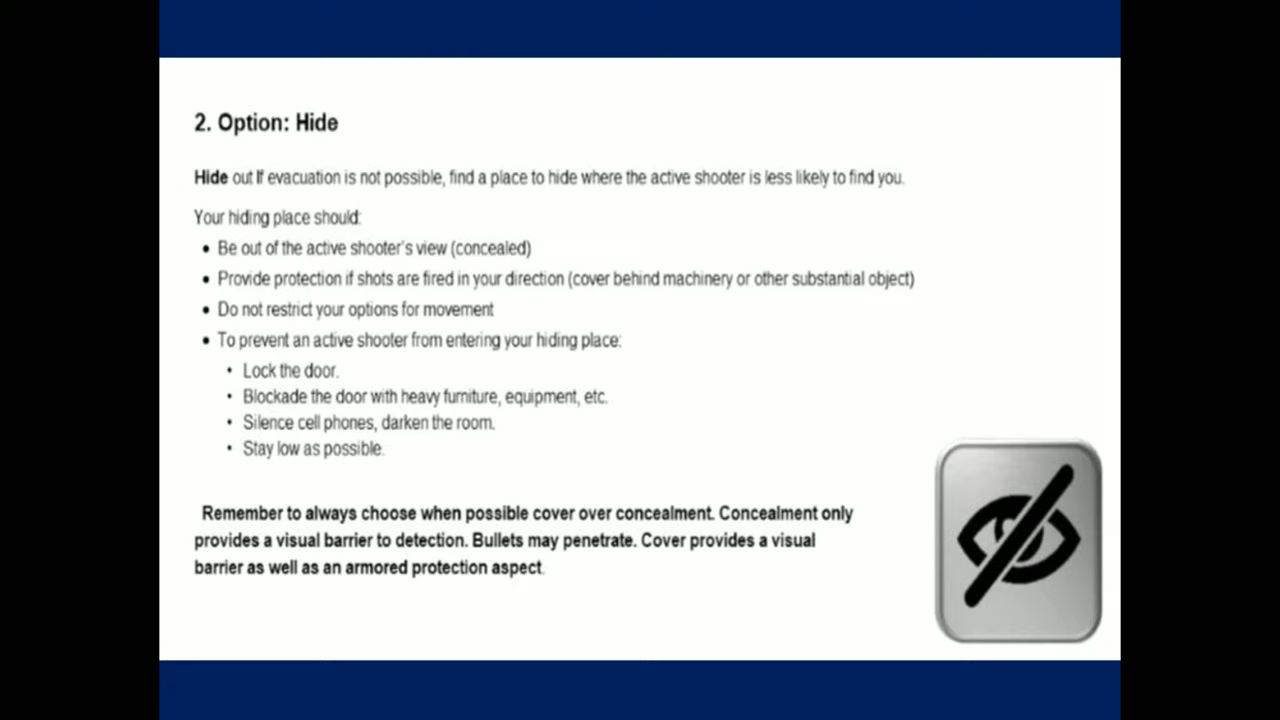 2. Option: Hide
Hide out If evacuation is not possible, find a place to hide where the active shooter is less likely to find you.
Your hiding place should:
• Be out of the active shooter's view (concealed)
• Provide protection if shots are fired in your direction (cover behind machinery or other substantial object)
• Do not restrict your options for movement
• To prevent an active shooter from entering your hiding place:
• Lock the door.
• Blockade the door with heavy furniture, equipment, etc.
• Silence cell phones, darken the room.
• Stay low as possible.
Remember to always choose when possible cover over concealment. Concealment only
provides a visual barrier to detection. Bullets may penetrate. Cover provides a visual
barrier as well as an armored protection aspect.